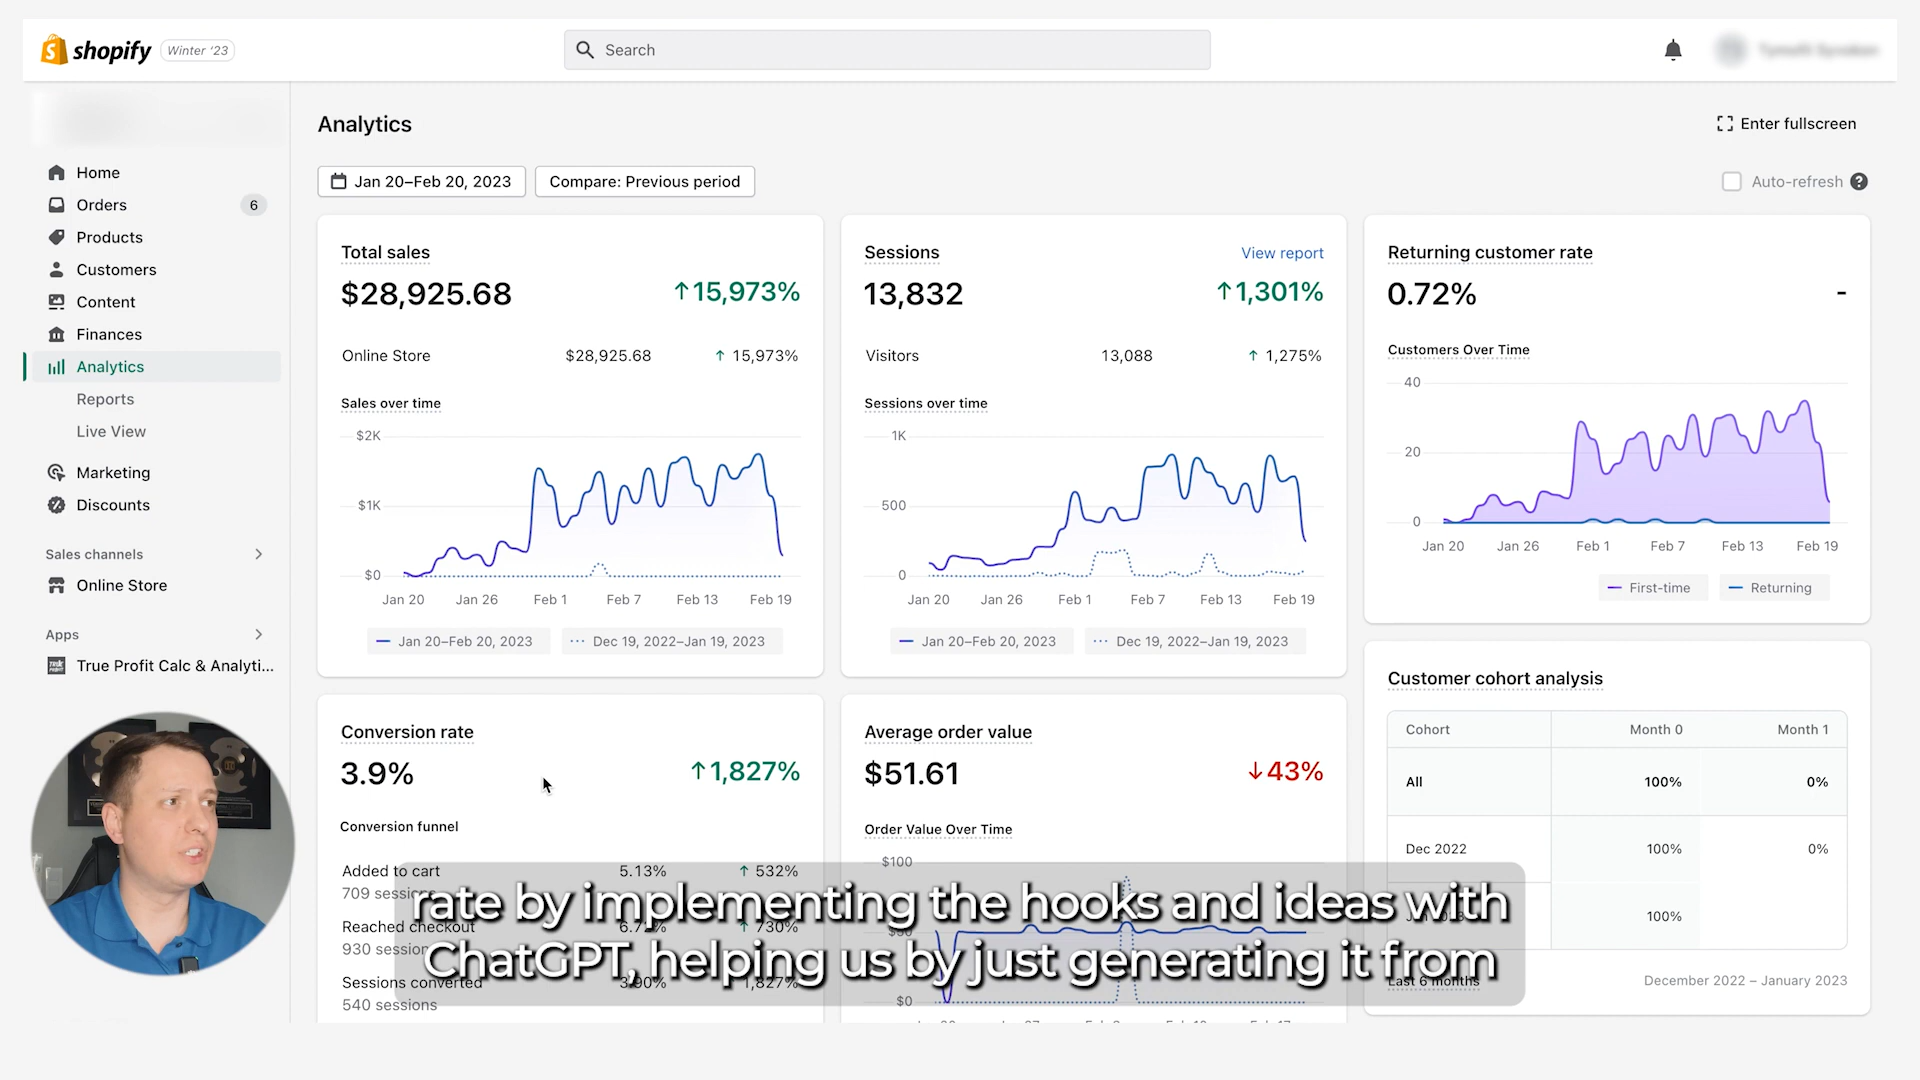 shopify Winter '23
Search
Home
Orders 6
Products
Customers
Content
Finances
Analytics
Reports
Live View
Marketing
Discounts
Sales channels
Online Store
Apps
True Profit Calc & Analyti...
Analytics
Enter fullscreen
Jan 20–Feb 20, 2023 Compare: Previous period
Auto-refresh ?
Total sales
$28,925.68 ↑15,973%
Online Store $28,925.68 ↑ 15,973%
Sales over time
$2K
$1K
$0
Jan 20 Jan 26 Feb 1 Feb 7 Feb 13 Feb 19
Jan 20–Feb 20, 2023 Dec 19, 2022–Jan 19, 2023
Sessions View report
13,832 ↑1,301%
Visitors 13,088 ↑ 1,275%
Sessions over time
1K
500
0
Jan 20 Jan 26 Feb 1 Feb 7 Feb 13 Feb 19
Jan 20–Feb 20, 2023 Dec 19, 2022–Jan 19, 2023
Returning customer rate
0.72% -
Customers Over Time
40
20
0
Jan 20 Jan 26 Feb 1 Feb 7 Feb 13 Feb 19
First-time Returning
Conversion rate
3.9% ↑1,827%
Conversion funnel
Added to cart 5.13% ↑ 532%
709 sessions
Reached checkout ↑ 730%
930 sessions
Sessions converted 3.90% 1,827%
540 sessions
Average order value
$51.61 ↓43%
Order Value Over Time
$100
$50
$0
Customer cohort analysis
Cohort Month 0 Month 1
All 100% 0%
Dec 2022 100% 0%
100%
Last 6 months December 2022 – January 2023
rate by implementing the hooks and ideas with
ChatGPT, helping us by just generating it from